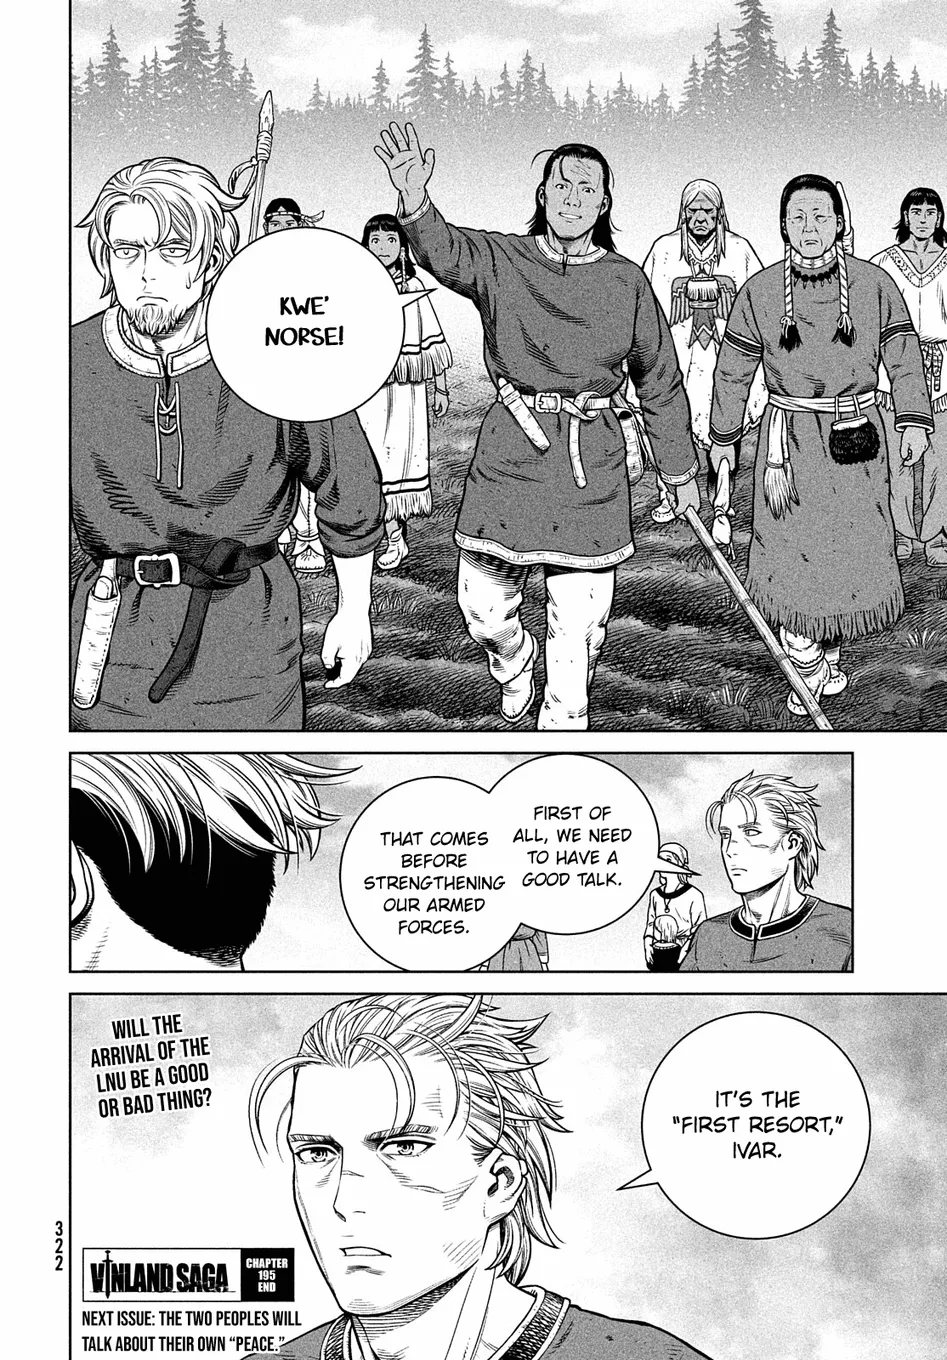 KWE'
NORSE!
FIRST OF
ALL, WE NEED
TO HAVE A
GOOD TALK.
THAT COMES
BEFORE
STRENGTHENING
OUR ARMED
FORCES.
WILL THE
ARRIVAL OF THE
LNU BE A GOOD
OR BAD THING?
IT'S THE
"FIRST RESORT,"
IVAR.
322
VINLAND SAGA
CHAPTER
195
END
NEXT ISSUE: THE TWO PEOPLES WILL
TALK ABOUT THEIR OWN "PEACE."